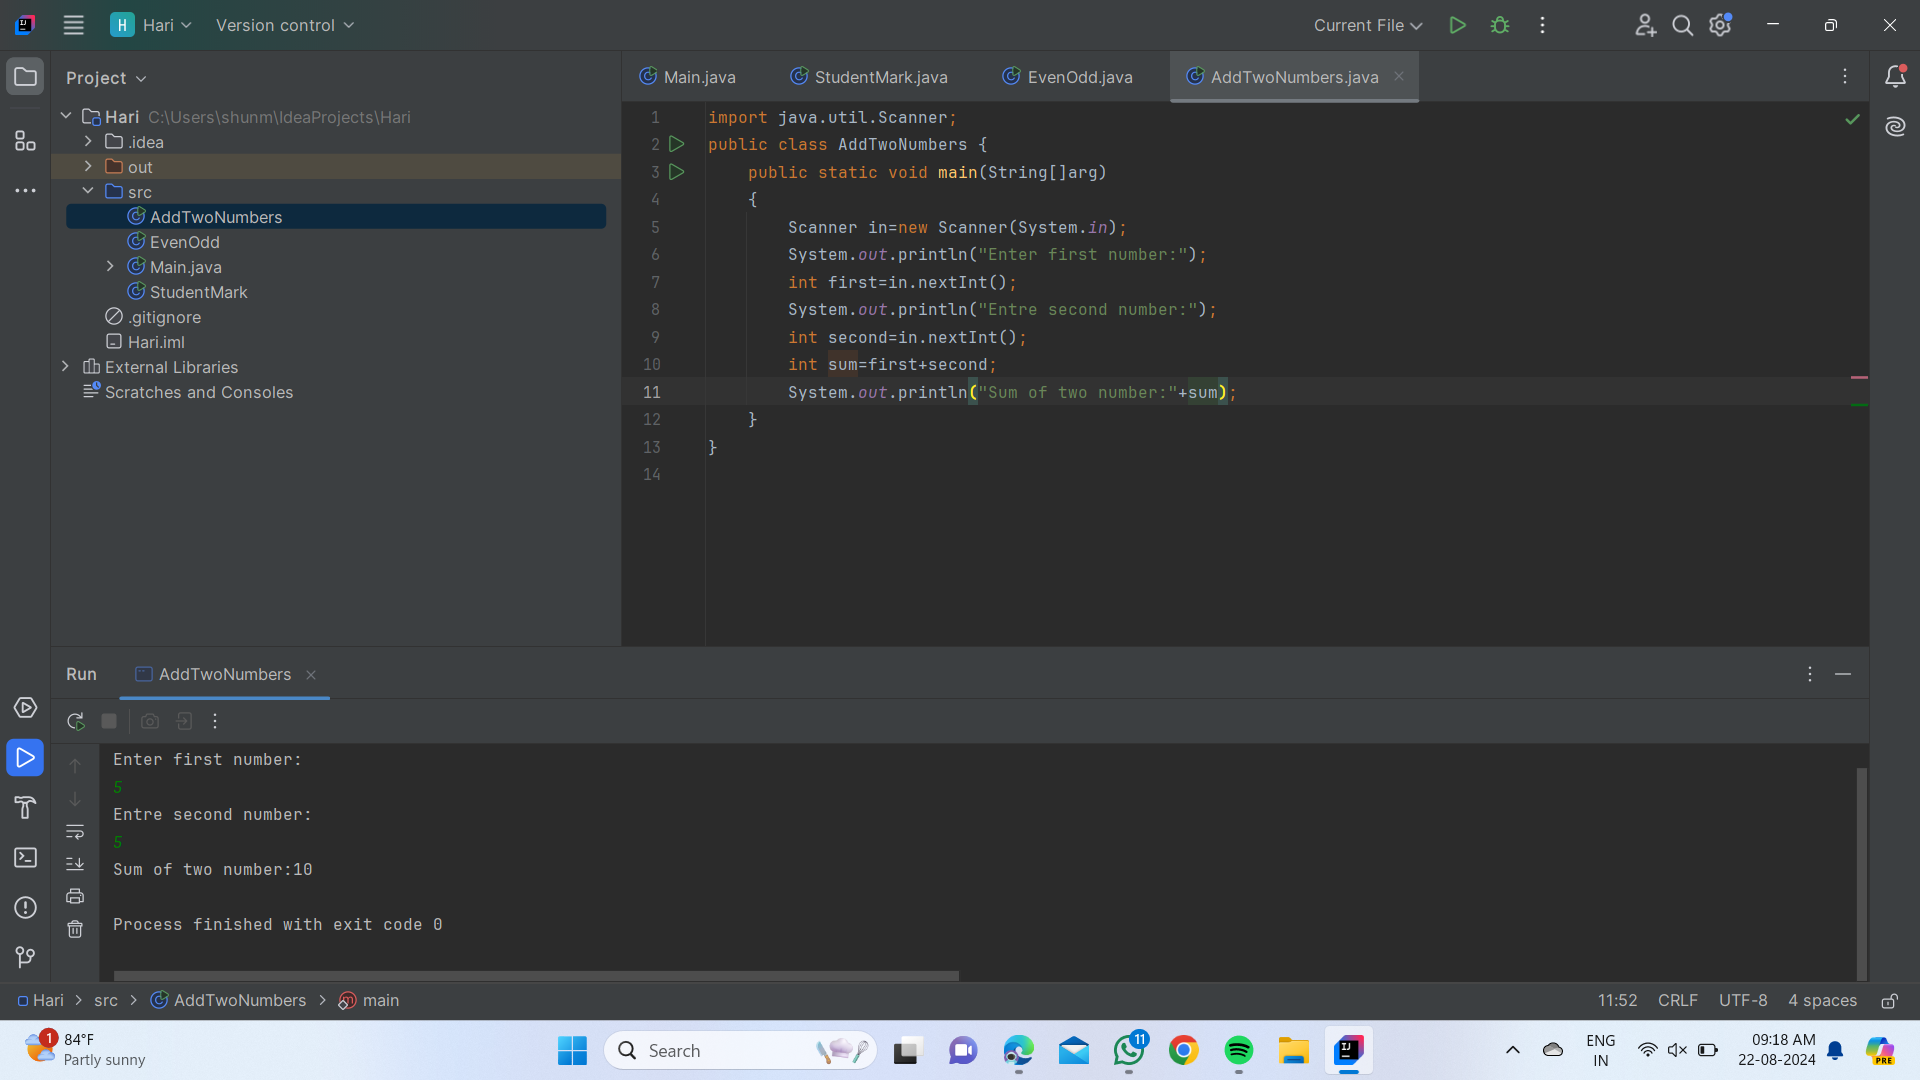 H Hari Version control Current File
Project
Main.java StudentMark.java EvenOdd.java AddTwoNumbers.java
Hari C:\Users\shunm\IdeaProjects\Hari
.idea
out
src
AddTwoNumbers
EvenOdd
Main.java
StudentMark
.gitignore
Hari.iml
External Libraries
Scratches and Consoles
1 import java.util.Scanner;
2 public class AddTwoNumbers {
3 public static void main(String[]arg)
4 {
5 Scanner in=new Scanner(System.in);
6 System.out.println("Enter first number:");
7 int first=in.nextInt();
8 System.out.println("Entre second number:");
9 int second=in.nextInt();
10 int sum=first+second;
11 System.out.println("Sum of two number:"+sum);
12 }
13 }
14
Run AddTwoNumbers
Enter first number:
5
Entre second number:
5
Sum of two number:10
Process finished with exit code 0
Hari src AddTwoNumbers main 11:52 CRLF UTF-8 4 spaces
1 84°F
Partly sunny
Search
11
IJ
ENG
IN
09:18 AM
22-08-2024
PRE